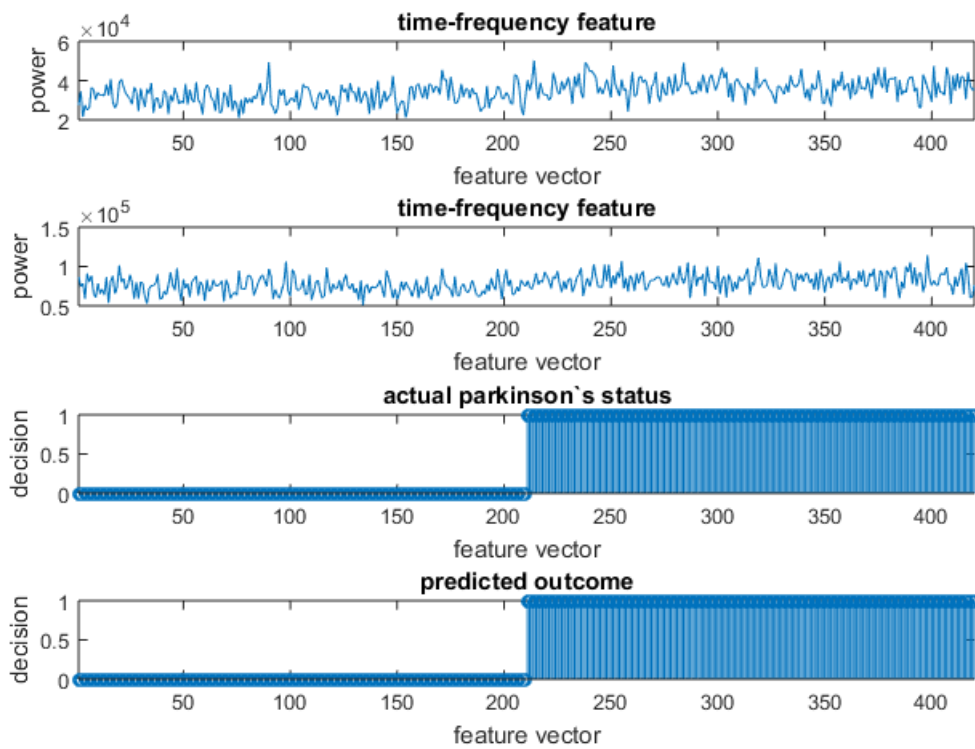 time-frequency feature
×10^4
6
4
2
power
50 100 150 200 250 300 350 400
feature vector
time-frequency feature
×10^5
1.5
1
0.5
power
50 100 150 200 250 300 350 400
feature vector
actual parkinson`s status
1
0.5
0
decision
50 100 150 200 250 300 350 400
feature vector
predicted outcome
1
0.5
0
decision
50 100 150 200 250 300 350 400
feature vector